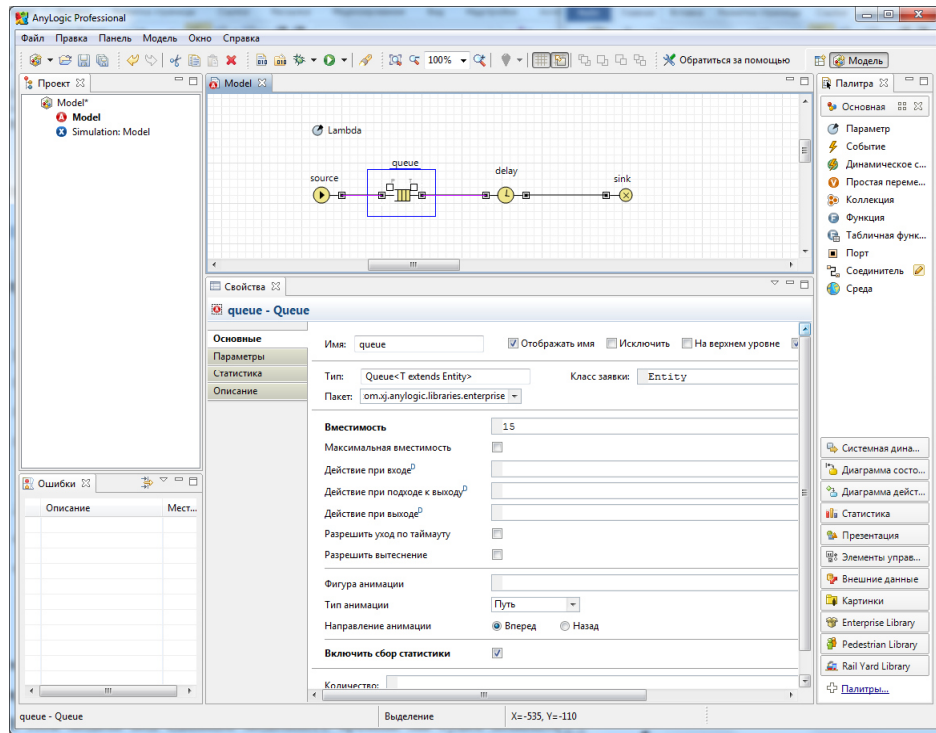 AnyLogic Professional
Файл Правка Панель Модель Окно Справка
100% Обратиться за помощью Модель
Проект
Model*
Model
Simulation: Model
Model
Lambda
source
queue
delay
sink
Палитра
Основная
Параметр
Событие
Динамическое с...
Простая переме...
Коллекция
Функция
Табличная функ...
Порт
Соединитель
Среда
Системная дина...
Диаграмма состо...
Диаграмма дейст...
Статистика
Презентация
Элементы управ...
Внешние данные
Картинки
Enterprise Library
Pedestrian Library
Rail Yard Library
Палитры...
Свойства
queue - Queue
Основные
Параметры
Статистика
Описание
Имя: queue Отображать имя Исключить На верхнем уровне
Тип: Queue<T extends Entity> Класс заявки: Entity
Пакет: om.xj.anylogic.libraries.enterprise
Вместимость 15
Максимальная вместимость
Действие при входе D
Действие при подходе к выходу D
Действие при выходе D
Разрешить уход по таймауту
Разрешить вытеснение
Фигура анимации
Тип анимации Путь
Направление анимации Вперед Назад
Включить сбор статистики
Количество:
Ошибки
Описание Мест...
queue - Queue Выделение X=-535, Y=-110